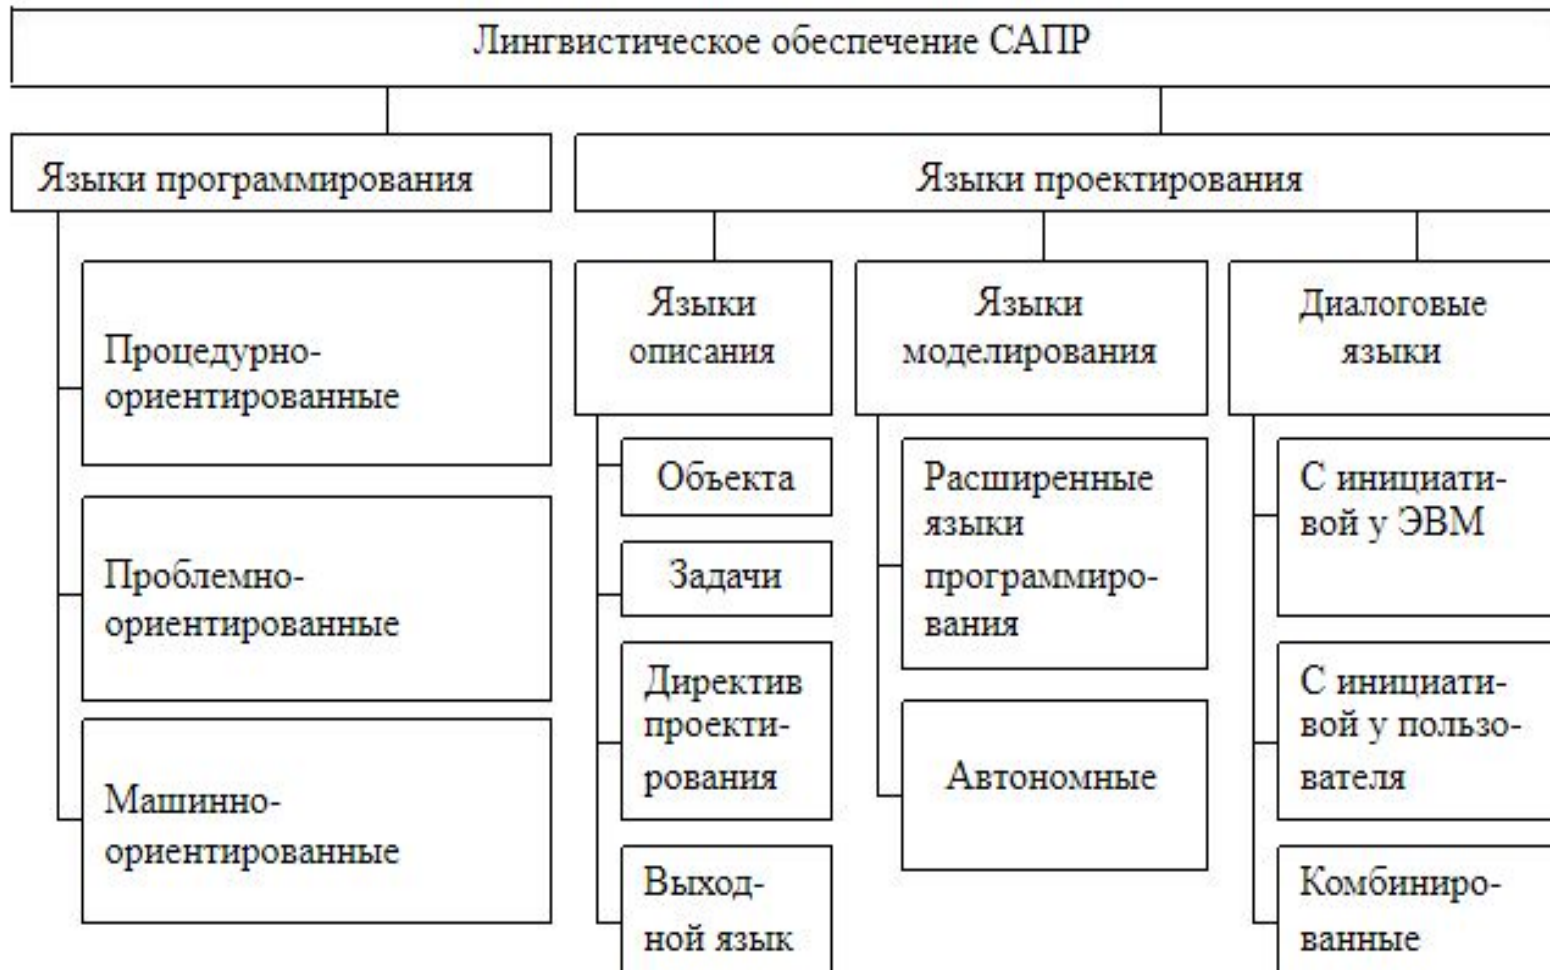 Лингвистическое обеспечение САПР
Языки программирования
Процедурно-
ориентированные
Проблемно-
ориентированные
Машинно-
ориентированные
Языки проектирования
Языки
описания
Объекта
Задачи
Директив
проекти-
рования
Выход-
ной язык
Языки
моделирования
Расширенные
языки
программиро-
вания
Автономные
Диалоговые
языки
С инициати-
вой у ЭВМ
С инициати-
вой у пользо-
вателя
Комбиниро-
ванные